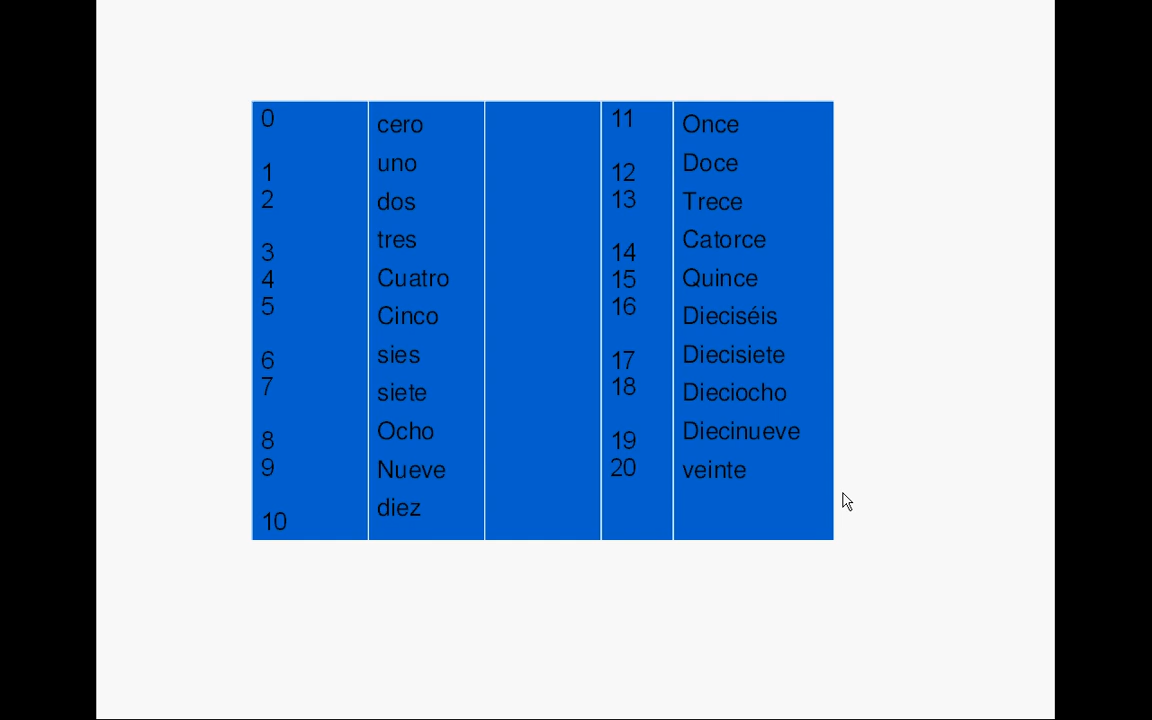 0 cero
1 uno
2 dos
3 tres
4 Cuatro
5 Cinco
6 sies
7 siete
8 Ocho
9 Nueve
10 diez
11 Once
12 Doce
13 Trece
14 Catorce
15 Quince
16 Dieciséis
17 Diecisiete
18 Dieciocho
19 Diecinueve
20 veinte